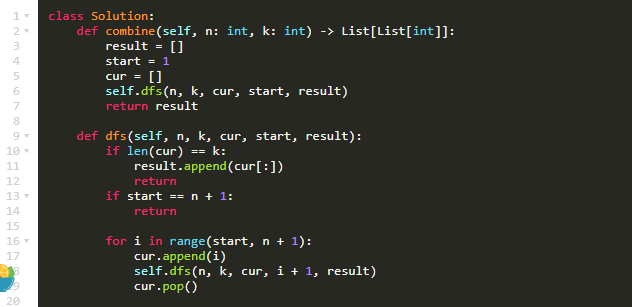 1 class Solution:
2     def combine(self, n: int, k: int) -> List[List[int]]:
3         result = []
4         start = 1
5         cur = []
6         self.dfs(n, k, cur, start, result)
7         return result
8
9     def dfs(self, n, k, cur, start, result):
10         if len(cur) == k:
11             result.append(cur[:])
12             return
13         if start == n + 1:
14             return
15
16         for i in range(start, n + 1):
17             cur.append(i)
8             self.dfs(n, k, cur, i + 1, result)
9             cur.pop()
20